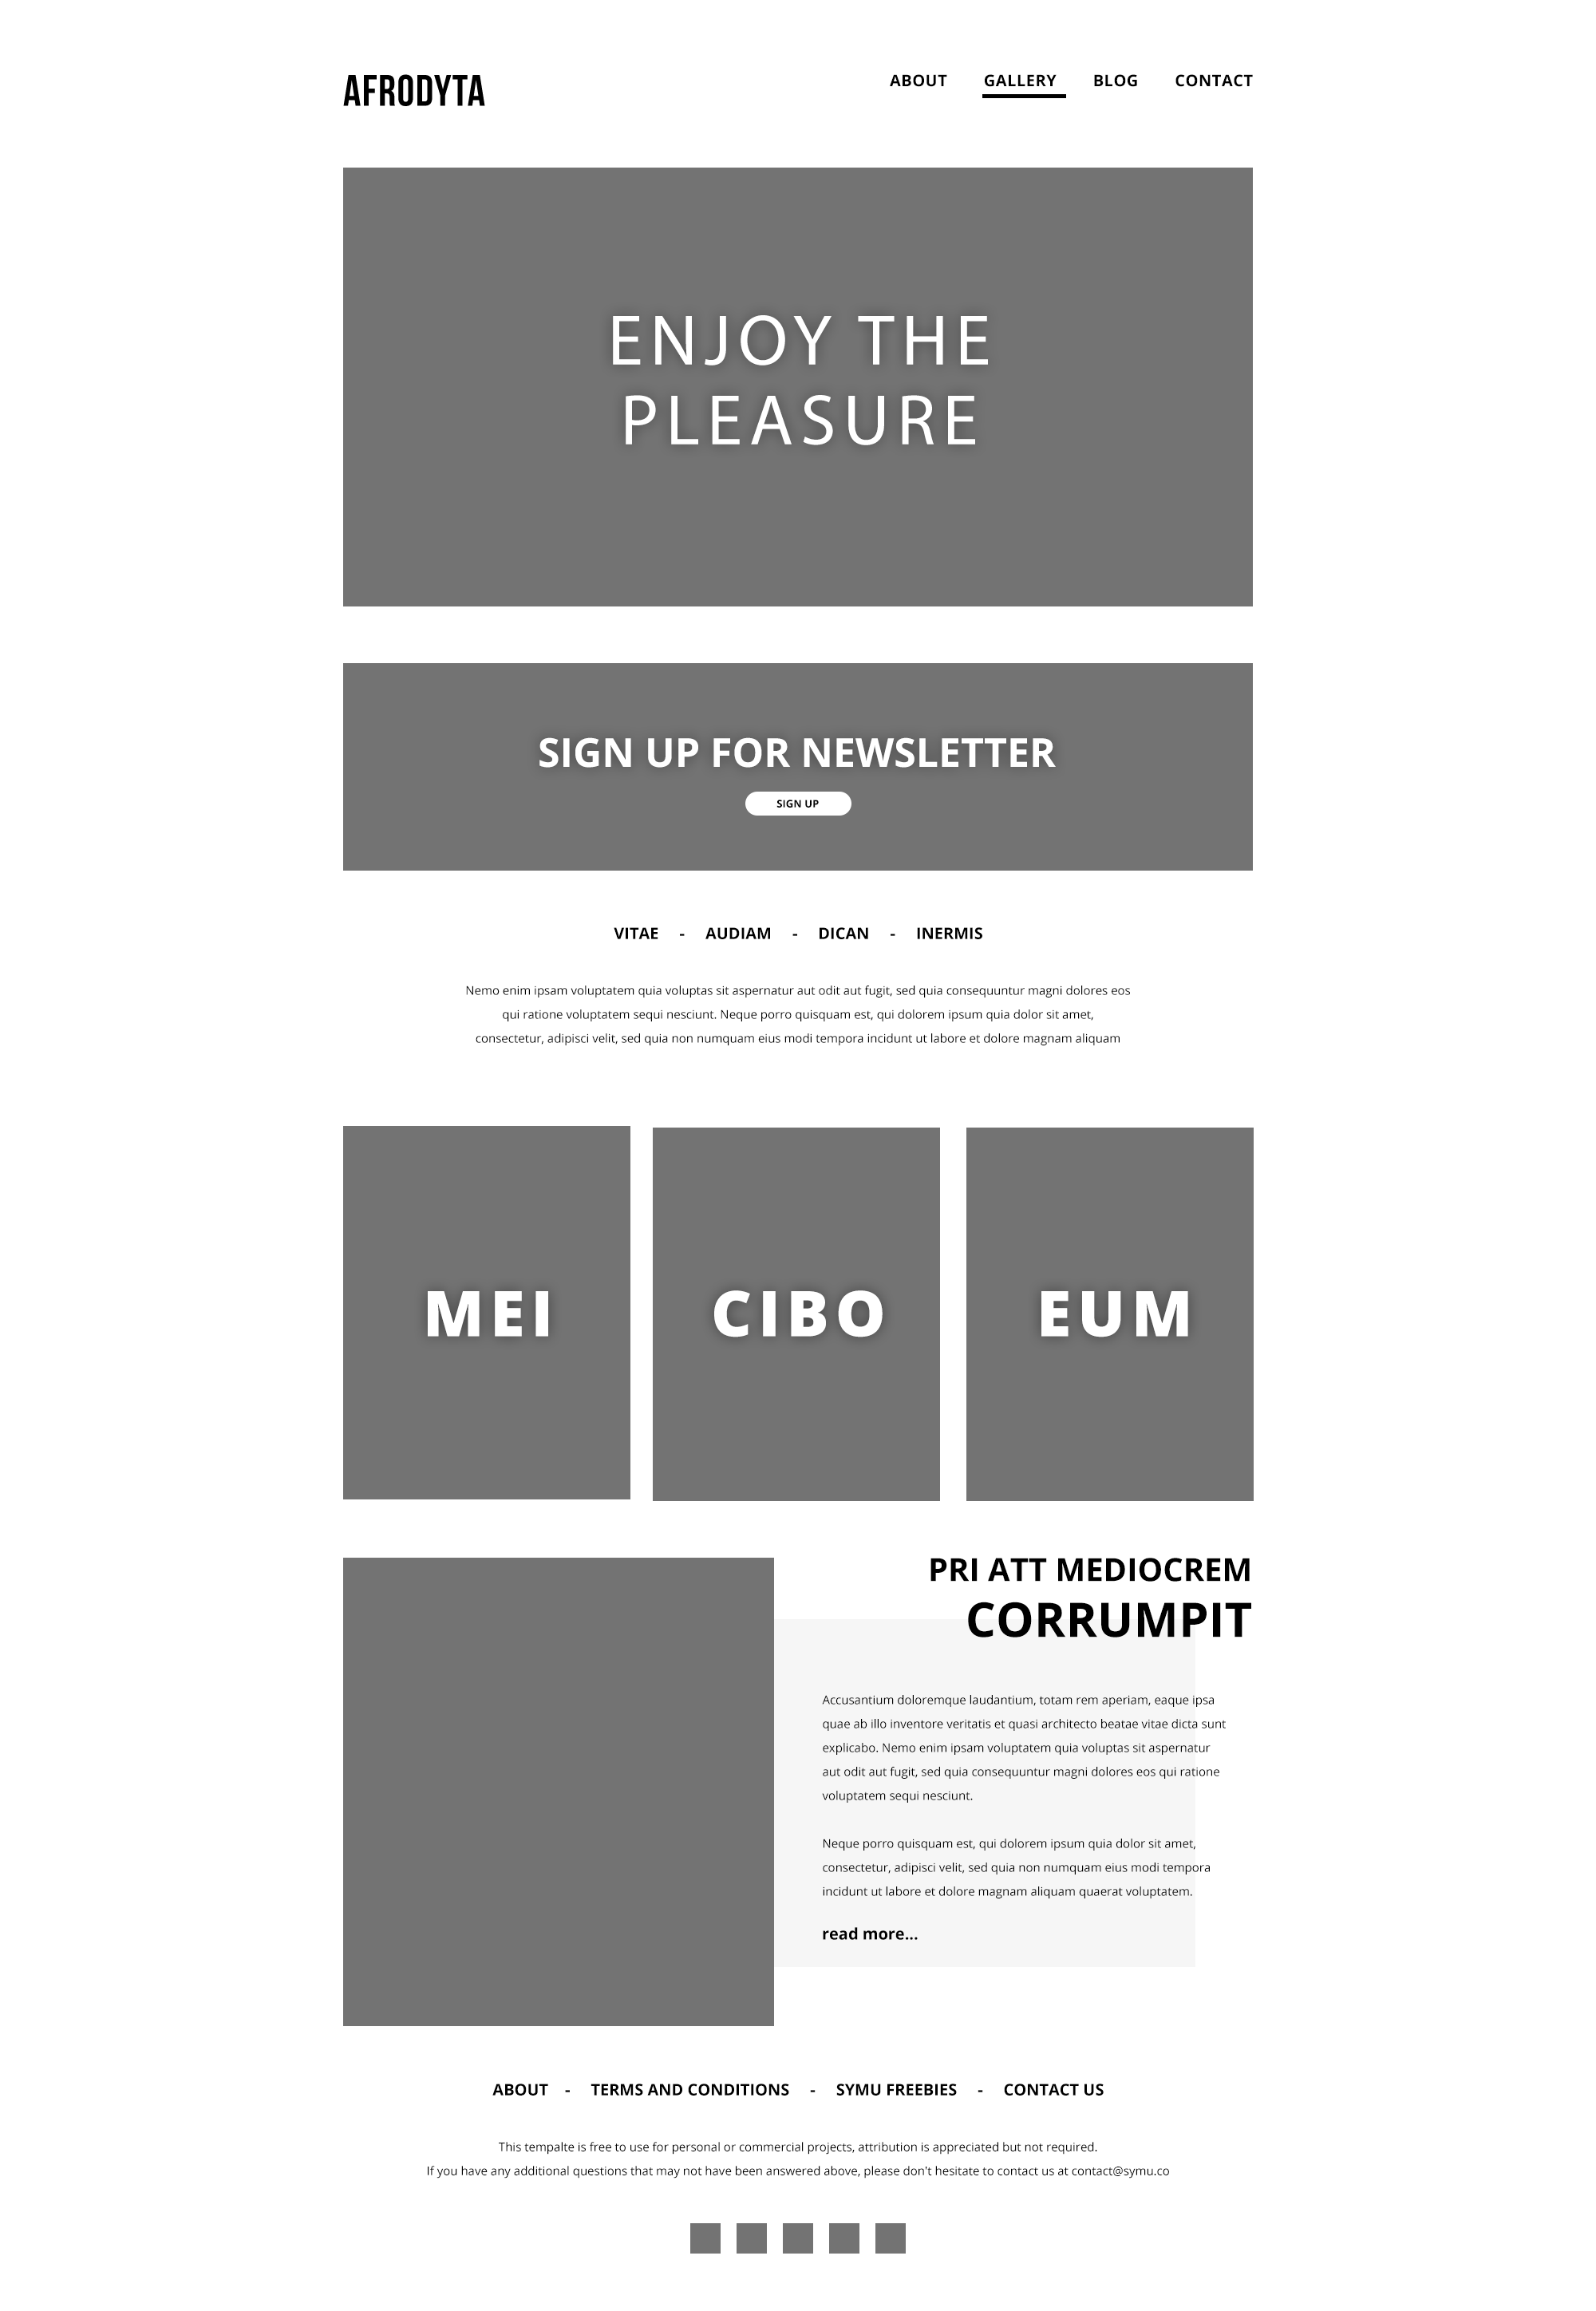 AFRODYTA
ABOUT GALLERY BLOG CONTACT
ENJOY THE
PLEASURE
SIGN UP FOR NEWSLETTER
SIGN UP
VITAE - AUDIAM - DICAN - INERMIS
Nemo enim ipsam voluptatem quia voluptas sit aspernatur aut odit aut fugit, sed quia consequuntur magni dolores eos
qui ratione voluptatem sequi nesciunt. Neque porro quisquam est, qui dolorem ipsum quia dolor sit amet,
consectetur, adipisci velit, sed quia non numquam eius modi tempora incidunt ut labore et dolore magnam aliquam
MEI
CIBO
EUM
PRI ATT MEDIOCREM
CORRUMPIT
Accusantium doloremque laudantium, totam rem aperiam, eaque ipsa
quae ab illo inventore veritatis et quasi architecto beatae vitae dicta sunt
explicabo. Nemo enim ipsam voluptatem quia voluptas sit aspernatur
aut odit aut fugit, sed quia consequuntur magni dolores eos qui ratione
voluptatem sequi nesciunt.
Neque porro quisquam est, qui dolorem ipsum quia dolor sit amet,
consectetur, adipisci velit, sed quia non numquam eius modi tempora
incidunt ut labore et dolore magnam aliquam quaerat voluptatem.
read more...
ABOUT - TERMS AND CONDITIONS - SYMU FREEBIES - CONTACT US
This tempalte is free to use for personal or commercial projects, attribution is appreciated but not required.
If you have any additional questions that may not have been answered above, please don't hesitate to contact us at contact@symu.co